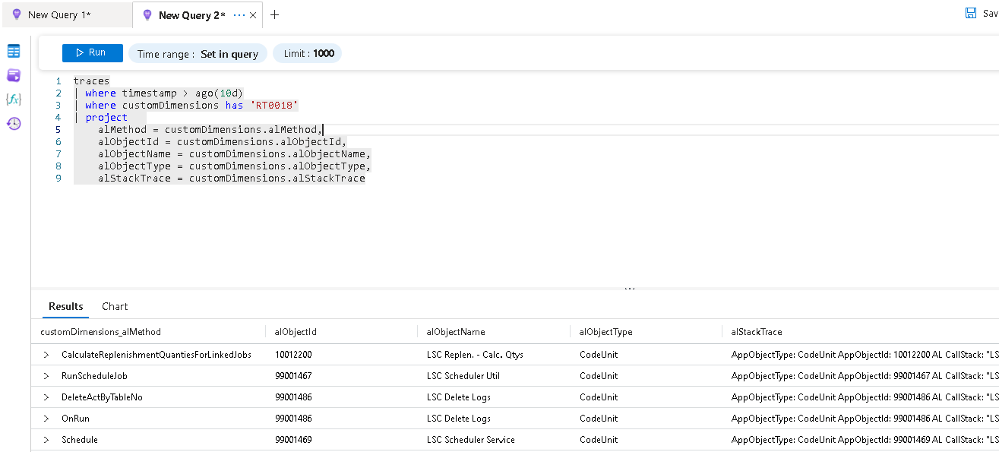 New Query 1*
New Query 2* ··· ×
Sav
Run
Time range : Set in query
Limit : 1000
1 traces
2 | where timestamp > ago(10d)
3 | where customDimensions has 'RT0018'
4 | project
5 alMethod = customDimensions.alMethod,
6 alObjectId = customDimensions.alObjectId,
7 alObjectName = customDimensions.alObjectName,
8 alObjectType = customDimensions.alObjectType,
9 alStackTrace = customDimensions.alStackTrace
Results Chart
customDimensions_alMethod alObjectId alObjectName alObjectType alStackTrace
CalculateReplenishmentQuantiesForLinkedJobs 10012200 LSC Replen. - Calc. Qtys CodeUnit AppObjectType: CodeUnit AppObjectId: 10012200 AL CallStack: "LS
RunScheduleJob 99001467 LSC Scheduler Util CodeUnit AppObjectType: CodeUnit AppObjectId: 99001467 AL CallStack: "LS
DeleteActByTableNo 99001486 LSC Delete Logs CodeUnit AppObjectType: CodeUnit AppObjectId: 99001486 AL CallStack: "LS
OnRun 99001486 LSC Delete Logs CodeUnit AppObjectType: CodeUnit AppObjectId: 99001486 AL CallStack: "LS
Schedule 99001469 LSC Scheduler Service CodeUnit AppObjectType: CodeUnit AppObjectId: 99001469 AL CallStack: "LS